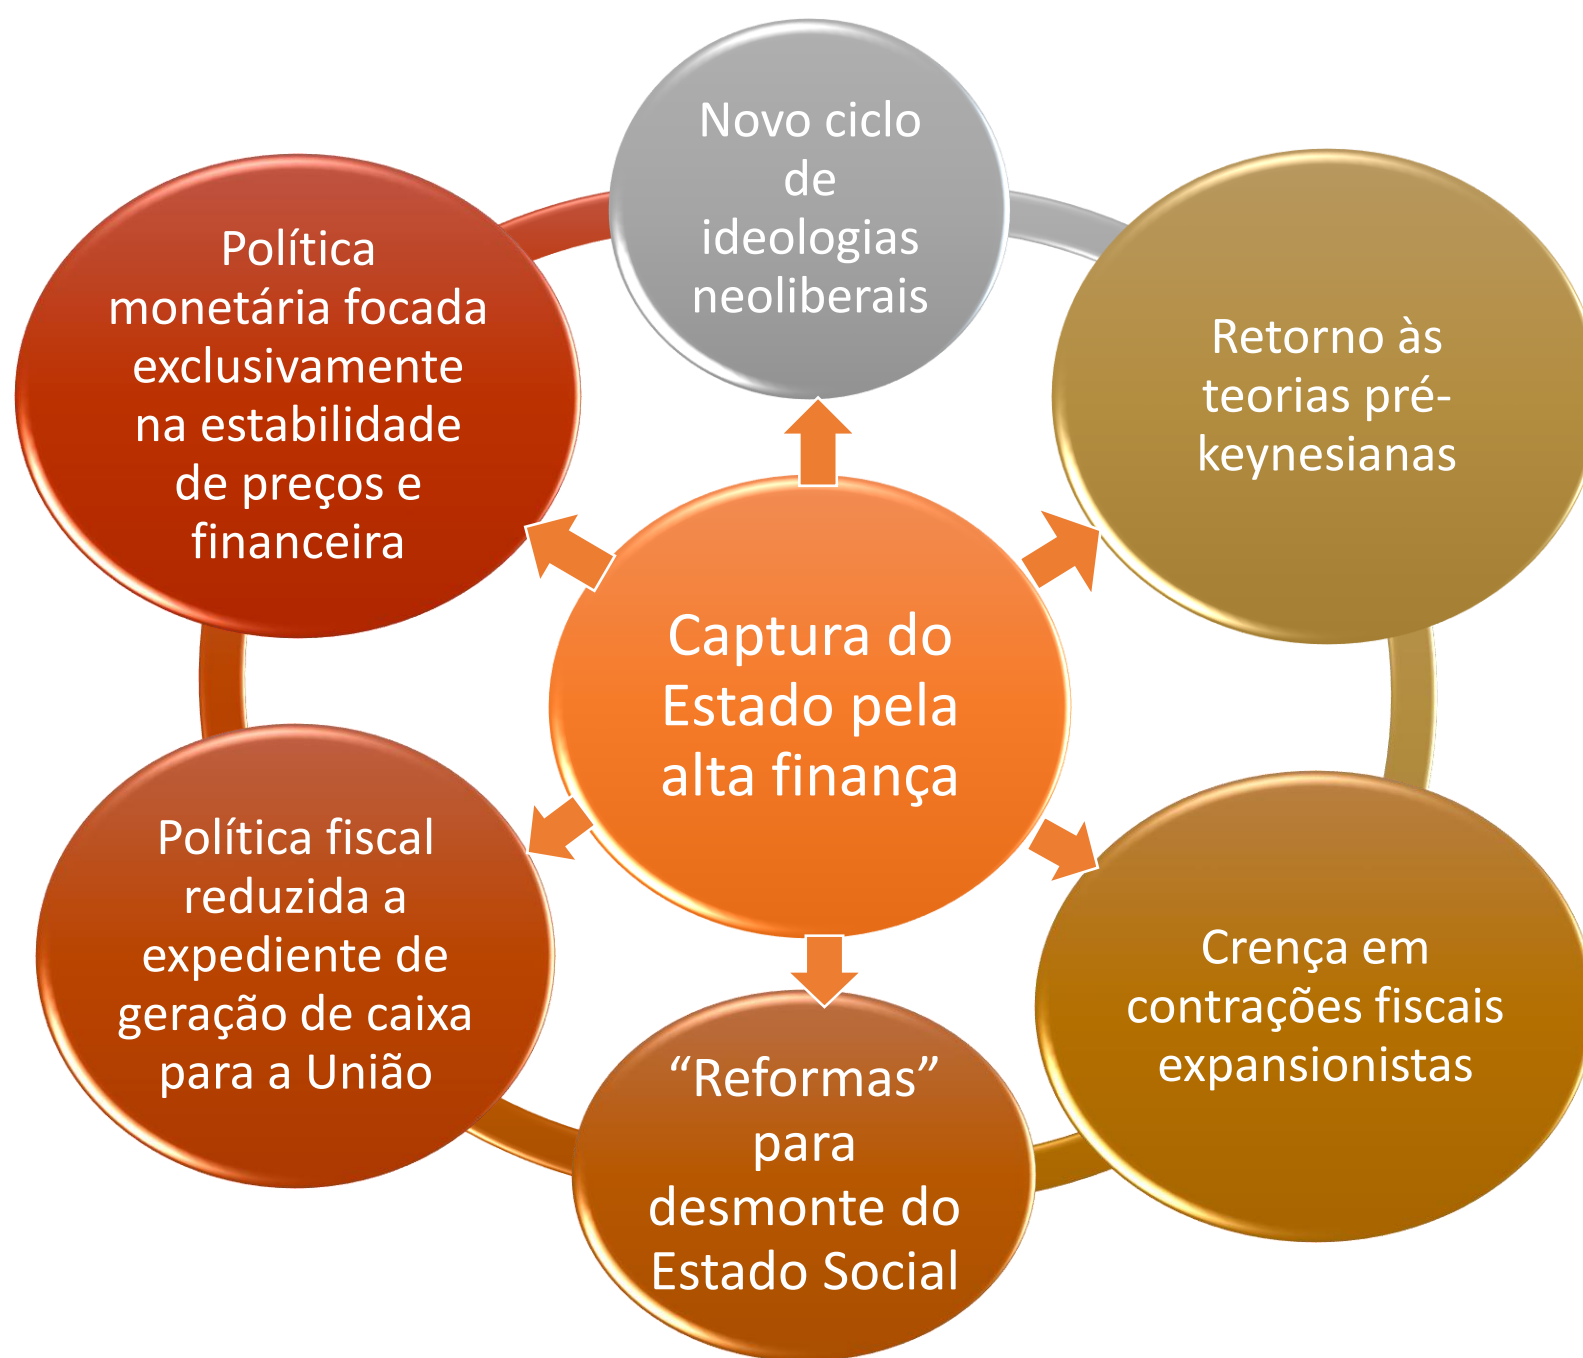 Novo ciclo
de
ideologias
neoliberais
Retorno às
teorias pré-
keynesianas
Crença em
contrações fiscais
expansionistas
“Reformas”
para
desmonte do
Estado Social
Política fiscal
reduzida a
expediente de
geração de caixa
para a União
Política
monetária focada
exclusivamente
na estabilidade
de preços e
financeira
Captura do
Estado pela
alta finança